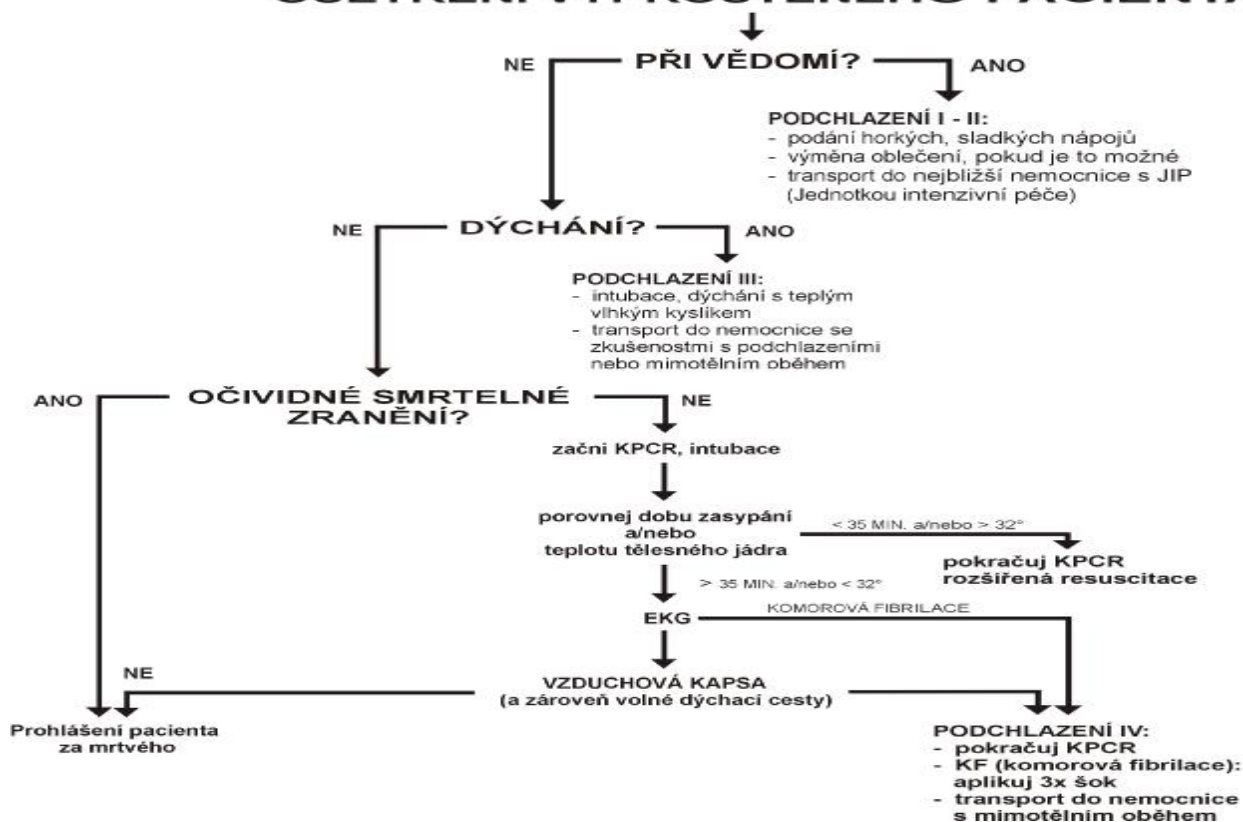 PŘI VĚDOMÍ?
NE
ANO
PODCHLAZENÍ I - II:
- podání horkých, sladkých nápojů
- výměna oblečení, pokud je to možné
- transport do nejbližší nemocnice s JIP
(Jednotkou intenzivní péče)
DÝCHÁNÍ?
NE
ANO
PODCHLAZENÍ III:
- intubace, dýchání s teplým
vlhkým kyslíkem
- transport do nemocnice se
zkušenostmi s podchlazeními
nebo mimotělním oběhem
OČIVIDNÉ SMRTELNÉ
ZRANĚNÍ?
ANO
NE
začni KPCR, intubace
porovnej dobu zasypání
a/nebo
teplotu tělesného jádra
< 35 MIN. a/nebo > 32°
pokračuj KPCR
rozšířená resuscitace
> 35 MIN. a/nebo < 32°
EKG
KOMOROVÁ FIBRILACE
VZDUCHOVÁ KAPSA
(a zároveň volné dýchací cesty)
NE
Prohlášení pacienta
za mrtvého
PODCHLAZENÍ IV:
- pokračuj KPCR
- KF (komorová fibrilace):
aplikuj 3x šok
- transport do nemocnice
s mimotělním oběhem